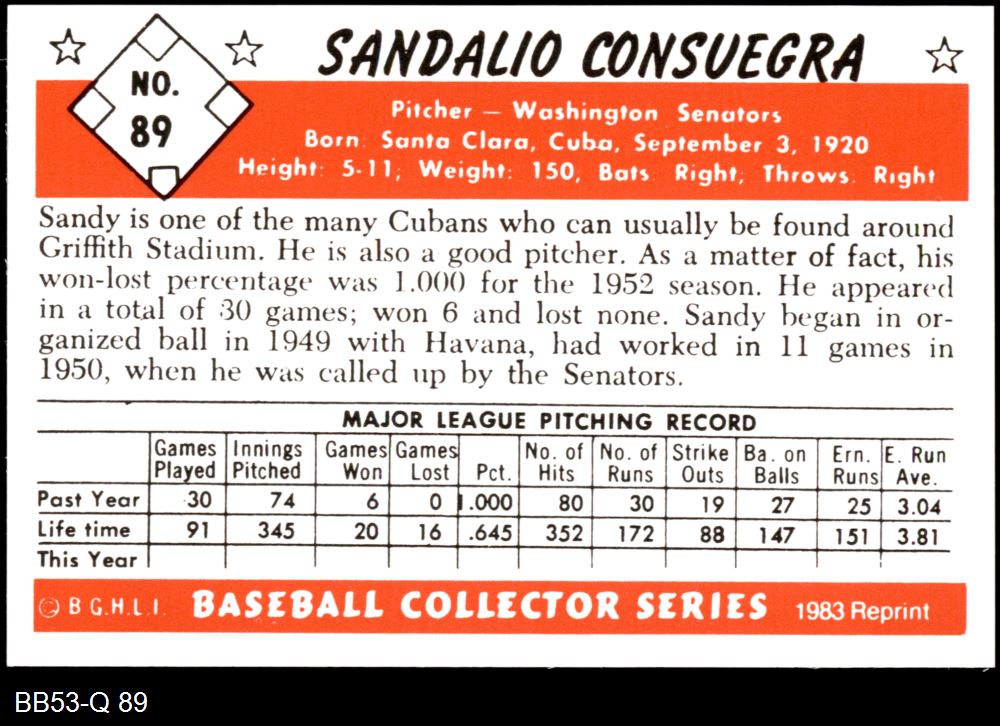 SANDALIO CONSUEGRA
NO.
89
Pitcher — Washington Senators
Born: Santa Clara, Cuba, September 3, 1920
Height: 5-11; Weight: 150, Bats: Right; Throws: Right
Sandy is one of the many Cubans who can usually be found around
Griffith Stadium. He is also a good pitcher. As a matter of fact, his
won-lost percentage was 1.000 for the 1952 season. He appeared
in a total of 30 games; won 6 and lost none. Sandy began in or-
ganized ball in 1949 with Havana, had worked in 11 games in
1950, when he was called up by the Senators.
MAJOR LEAGUE PITCHING RECORD
Games Innings Games Games No. of No. of Strike Ba. on Ern. E. Run
Played Pitched Won Lost Pct. Hits Runs Outs Balls Runs Ave.
Past Year 30 74 6 0 1.000 80 30 19 27 25 3.04
Life time 91 345 20 16 .645 352 172 88 147 151 3.81
This Year
© B G.H.L.I. BASEBALL COLLECTOR SERIES 1983 Reprint
BB53-Q 89